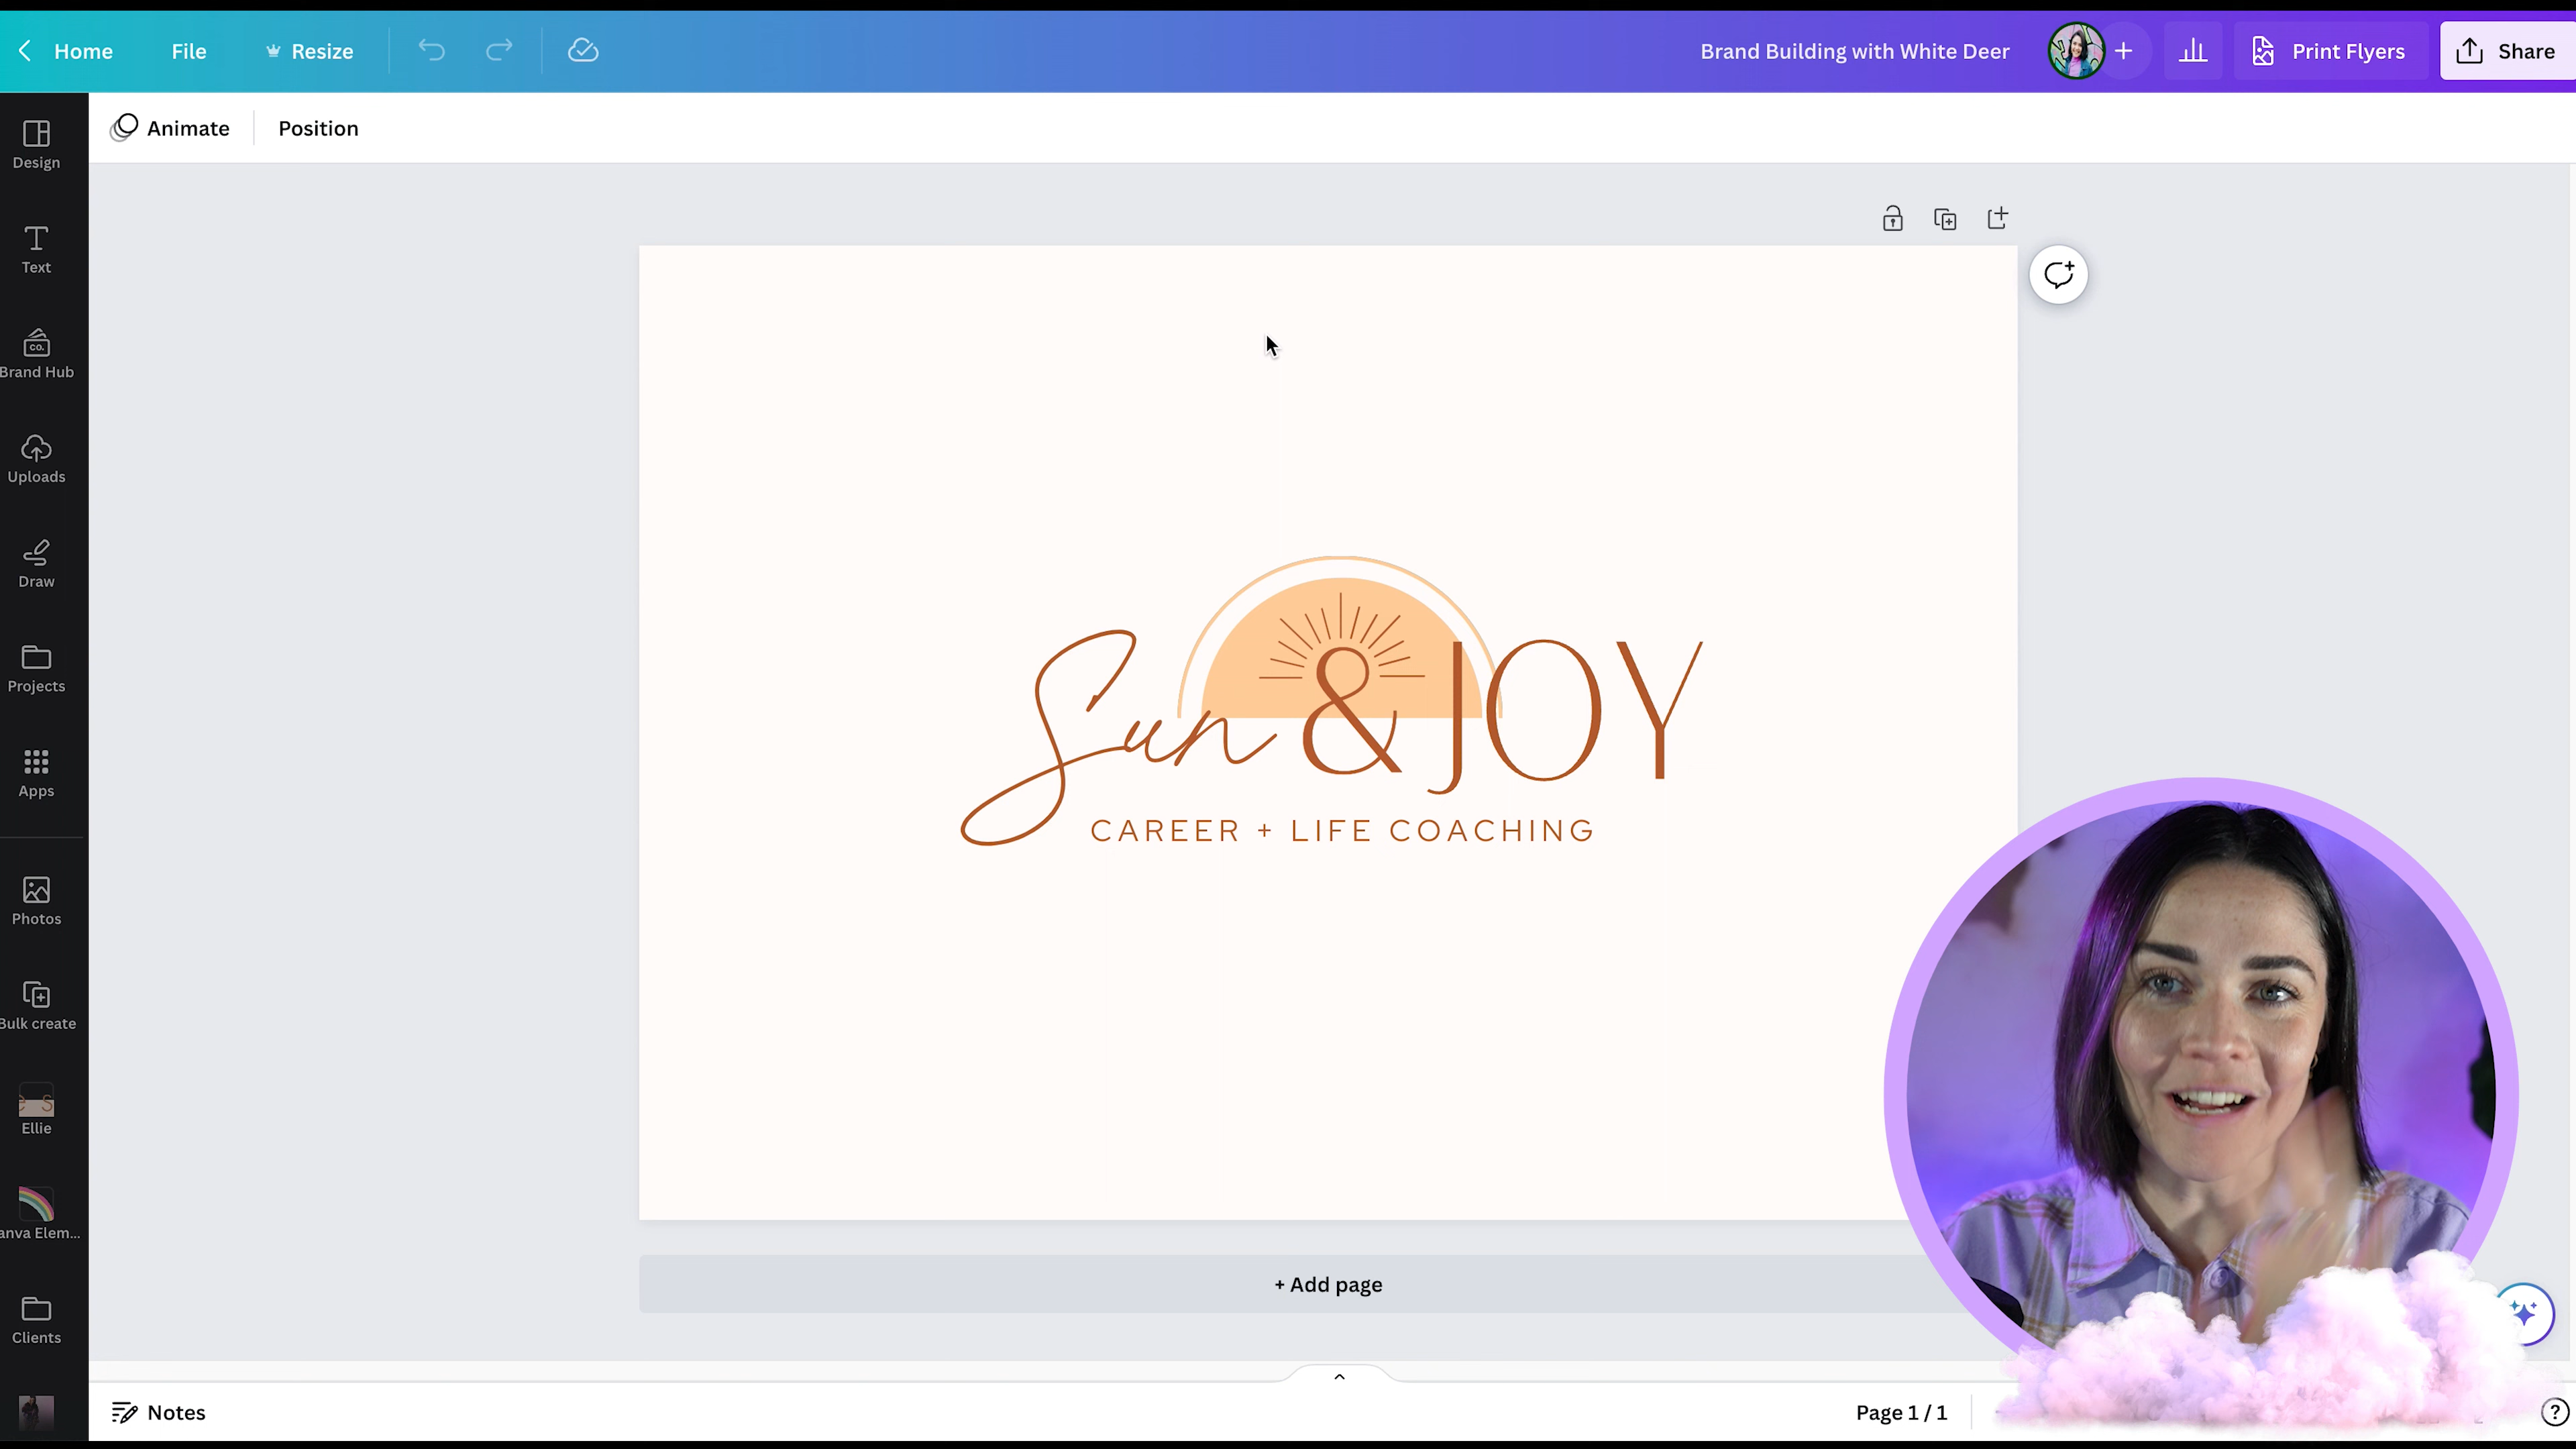 Home File Resize Brand Building with White Deer Print Flyers Share
Animate Position
Design
Text
CO.
Brand Hub
Uploads
Draw
Projects
Apps
Photos
Bulk create
Ellie
anva Elem...
Clients
Sun & JOY
CAREER + LIFE COACHING
+ Add page
Notes Page 1 / 1